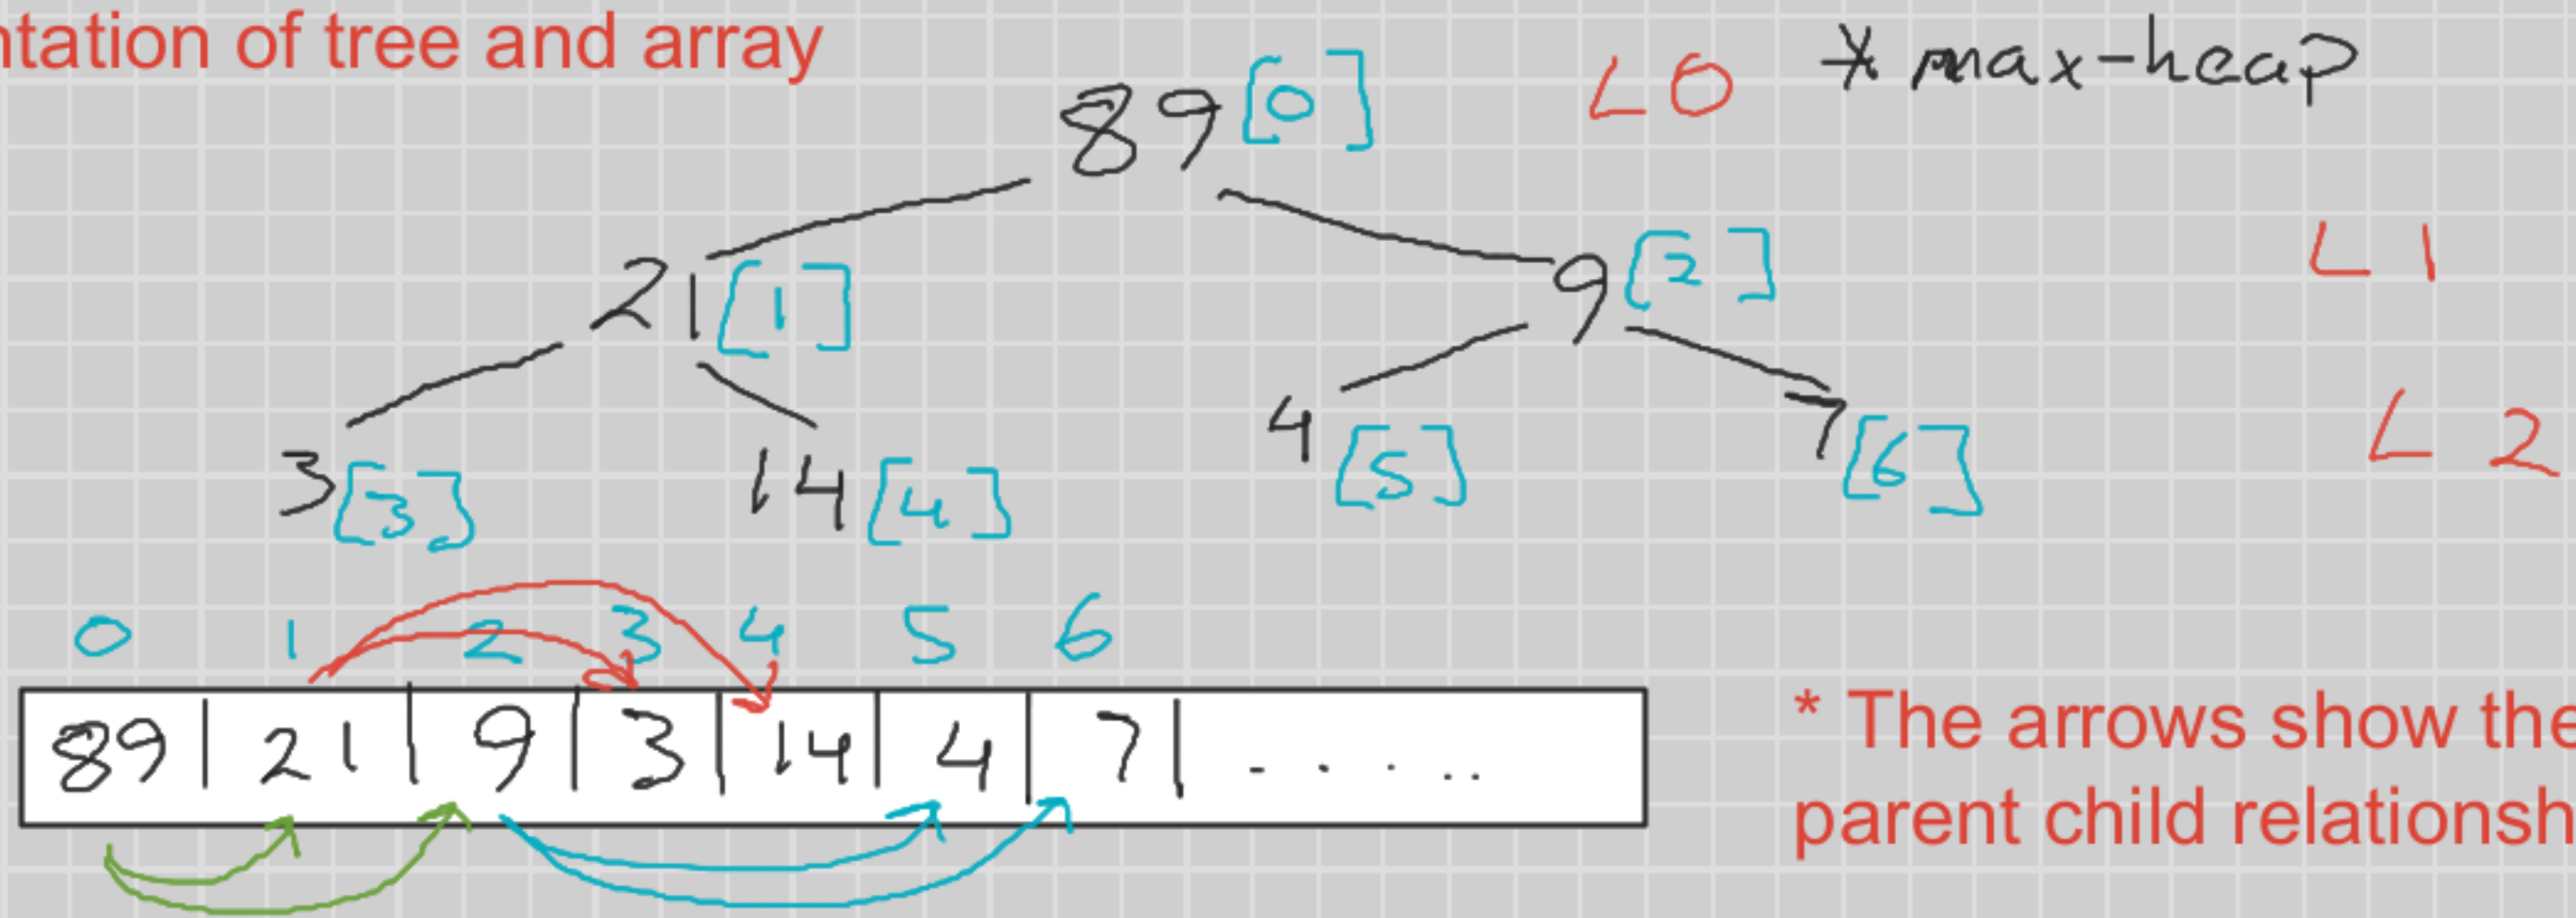 ntation of tree and array
89 [0] L0 * max-heap
21 [1] 9 [2] L 1
3 [3] 14 [4] 4 [5] 7 [6] L 2
0 1 2 3 4 5 6
89 | 21 | 9 | 3 | 14 | 4 | 7 | - . . . .
* The arrows show the
parent child relationsh